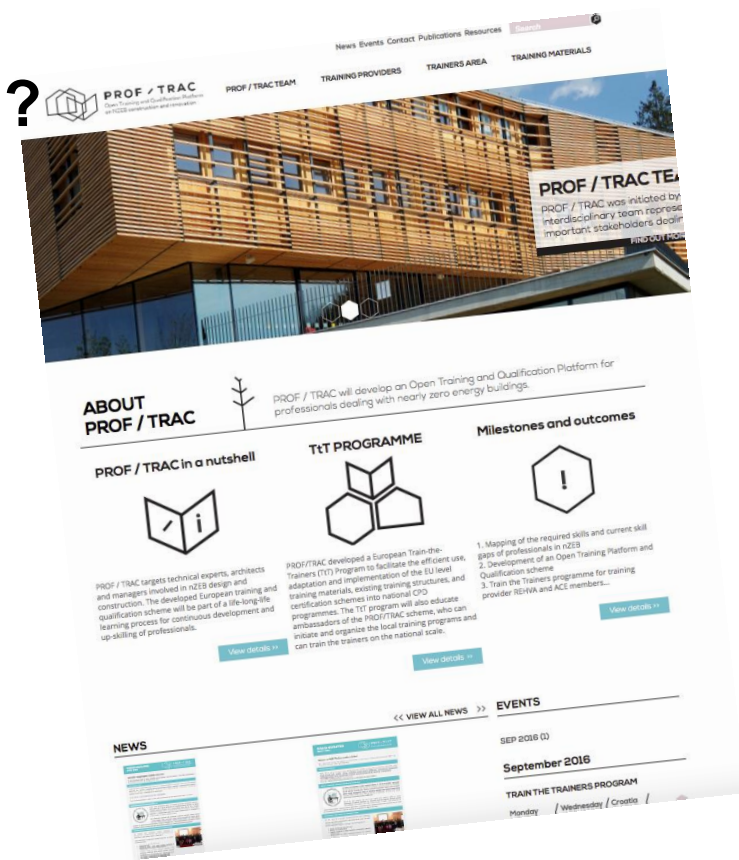 ?
News Events Contact Publications Resources
Search
PROF / TRAC
Open Training and Qualification Platform
on NZEB construction and renovation
PROF / TRAC TEAM TRAINING PROVIDERS TRAINERS AREA TRAINING MATERIALS
PROF / TRAC TEA
PROF / TRAC was initiated by
interdisciplinary team represe
important stakeholders dealin
FIND OUT MOR
ABOUT
PROF / TRAC
PROF / TRAC will develop an Open Training and Qualification Platform for
professionals dealing with nearly zero energy buildings.
PROF / TRAC in a nutshell
PROF / TRAC targets technical experts, architects
and managers involved in nZEB design and
construction. The developed European training and
qualification scheme will be part of a life-long-life
learning process for continuous development and
up-skilling of professionals.
View details >>
TtT PROGRAMME
PROF/TRAC developed a European Train-the-
Trainers (TtT) Program to facilitate the efficient use,
adaptation and implementation of the EU level
training materials, existing training structures, and
certification schemes into national CPD
programmes. The TtT program will also educate
ambassadors of the PROF/TRAC scheme, who can
initiate and organize the local training programs and
can train the trainers on the national scale.
View details >>
Milestones and outcomes
!
1. Mapping of the required skills and current skill
gaps of professionals in nZEB
2. Development of an Open Training Platform and
Qualification scheme
3. Train the Trainers programme for training
provider REHVA and ACE members...
View details >>
NEWS
<< VIEW ALL NEWS >>
EVENTS
SEP 2016 (1)
September 2016
TRAIN THE TRAINERS PROGRAM
Monday / Wednesday / Croatia /